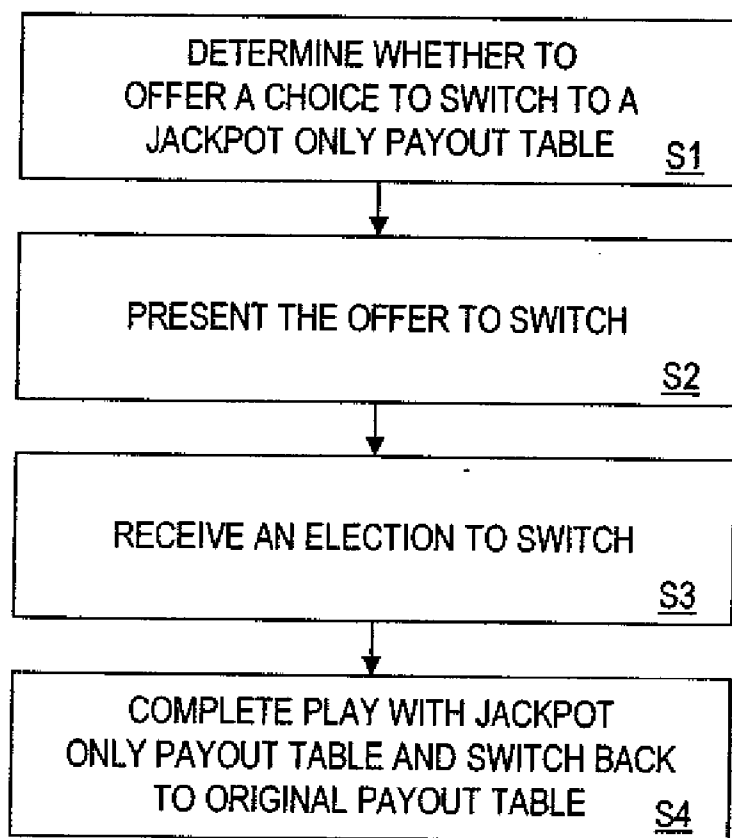 DETERMINE WHETHER TO
OFFER A CHOICE TO SWITCH TO A
JACKPOT ONLY PAYOUT TABLE
S1
PRESENT THE OFFER TO SWITCH
S2
RECEIVE AN ELECTION TO SWITCH
S3
COMPLETE PLAY WITH JACKPOT
ONLY PAYOUT TABLE AND SWITCH BACK
TO ORIGINAL PAYOUT TABLE
S4